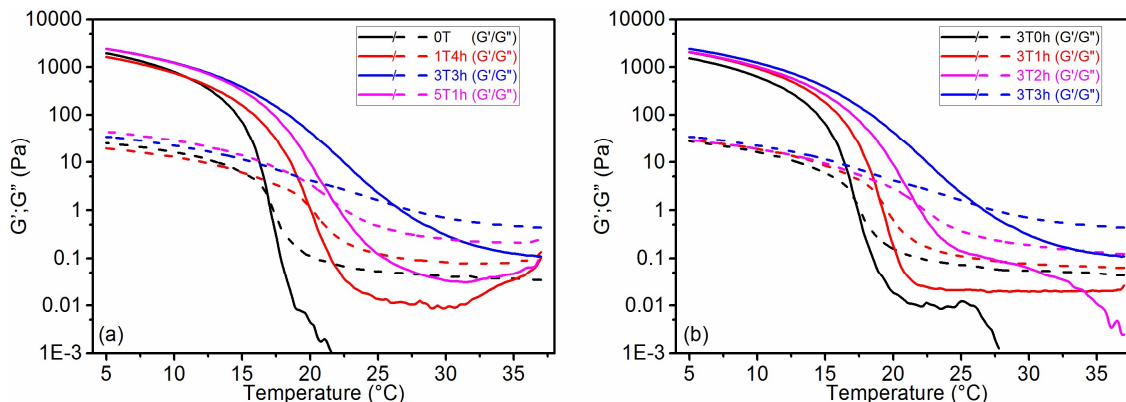 10000
1000
100
10
1
0.1
0.01
1E-3
G';G" (Pa)
0T (G'/G")
1T4h (G'/G")
3T3h (G'/G")
5T1h (G'/G")
(a)
5 10 15 20 25 30 35
Temperature (°C)
10000
1000
100
10
1
0.1
0.01
1E-3
G';G" (Pa)
3T0h (G'/G")
3T1h (G'/G")
3T2h (G'/G")
3T3h (G'/G")
(b)
5 10 15 20 25 30 35
Temperature (°C)